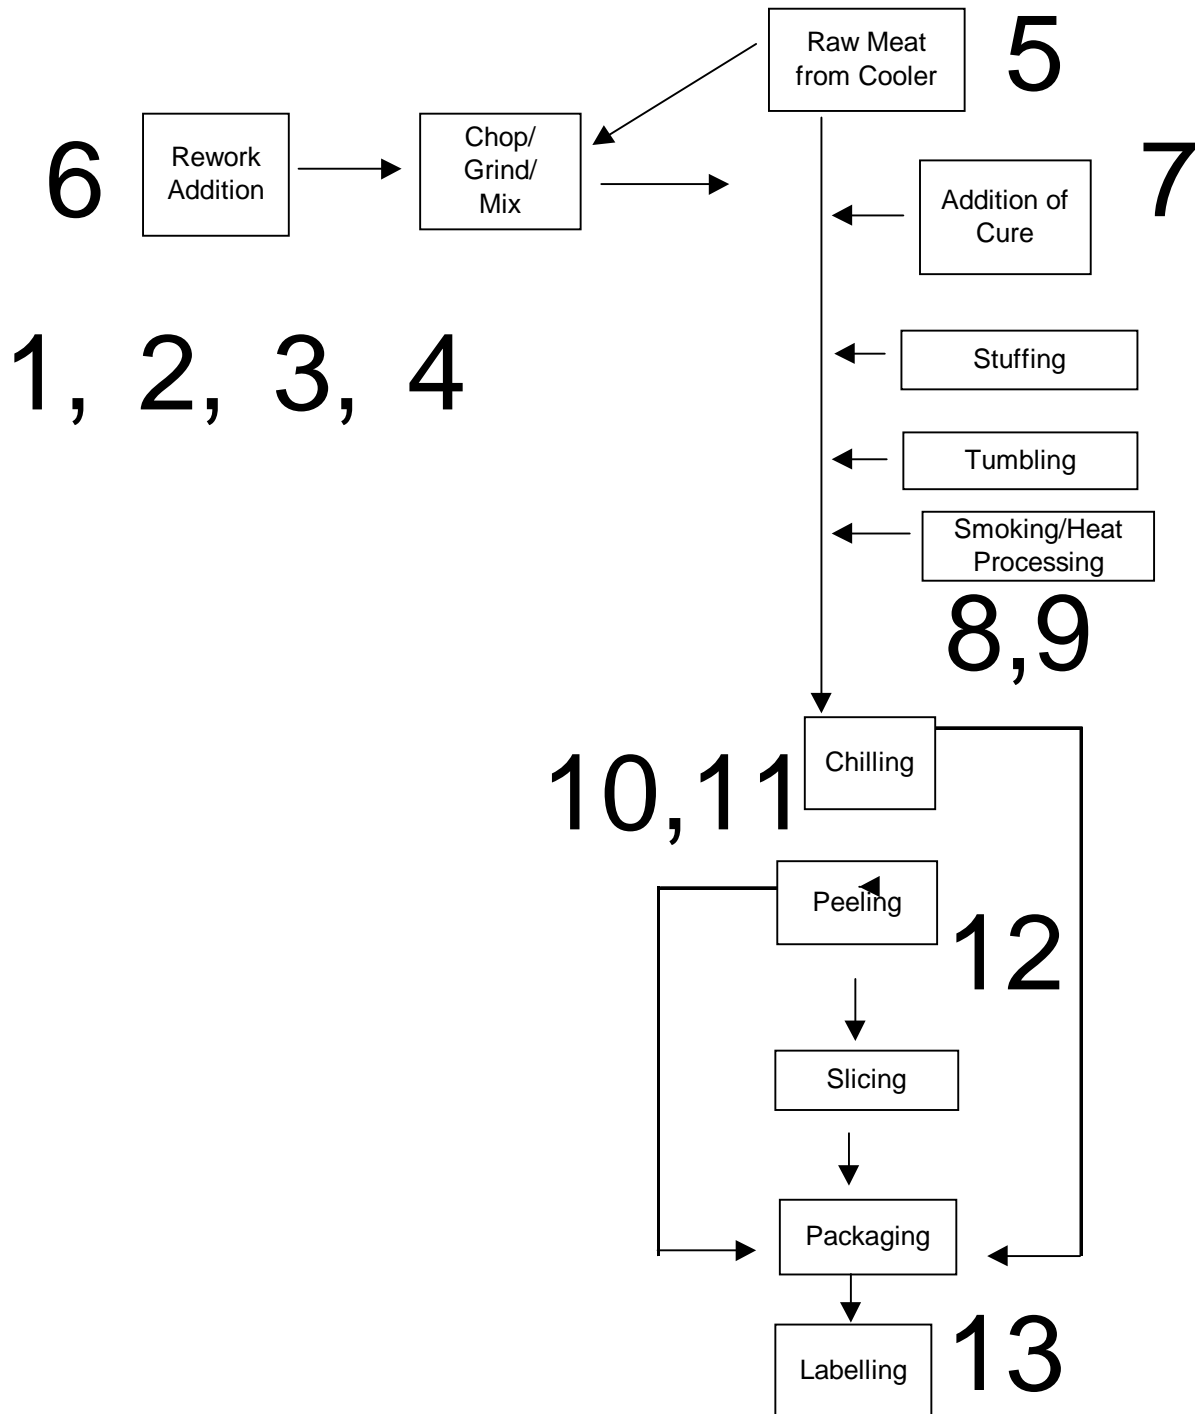 Raw Meat
from Cooler
5
6
Rework
Addition
Chop/
Grind/
Mix
Addition of
Cure
7
1, 2, 3, 4
Stuffing
Tumbling
Smoking/Heat
Processing
8,9
Chilling
10,11
Peeling
12
Slicing
Packaging
Labelling
13